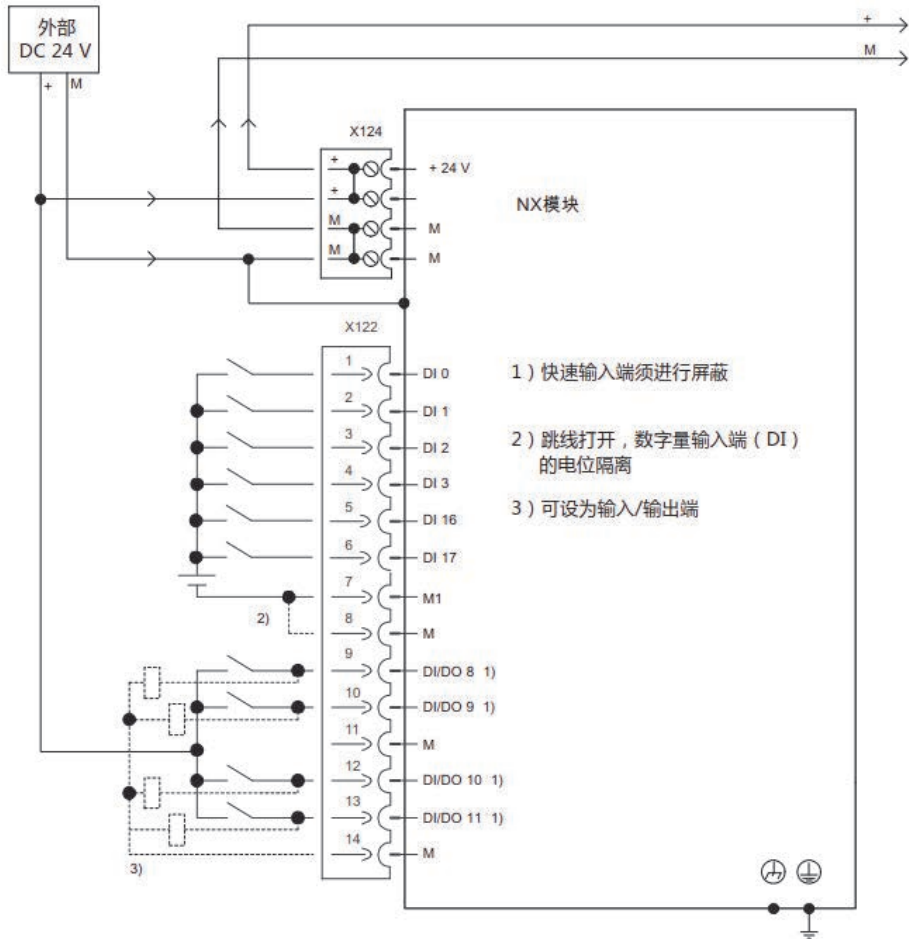 外部
DC 24 V
+
M
+
M
X124
+
+ 24 V
+
M
M
M
M
NX模块
X122
1
DI 0
2
DI 1
3
DI 2
4
DI 3
5
DI 16
6
DI 17
7
M1
2)
8
M
9
DI/DO 8 1)
10
DI/DO 9 1)
11
M
12
DI/DO 10 1)
13
DI/DO 11 1)
14
M
3)
1）快速输入端须进行屏蔽
2）跳线打开，数字量输入端（DI）
的电位隔离
3）可设为输入/输出端